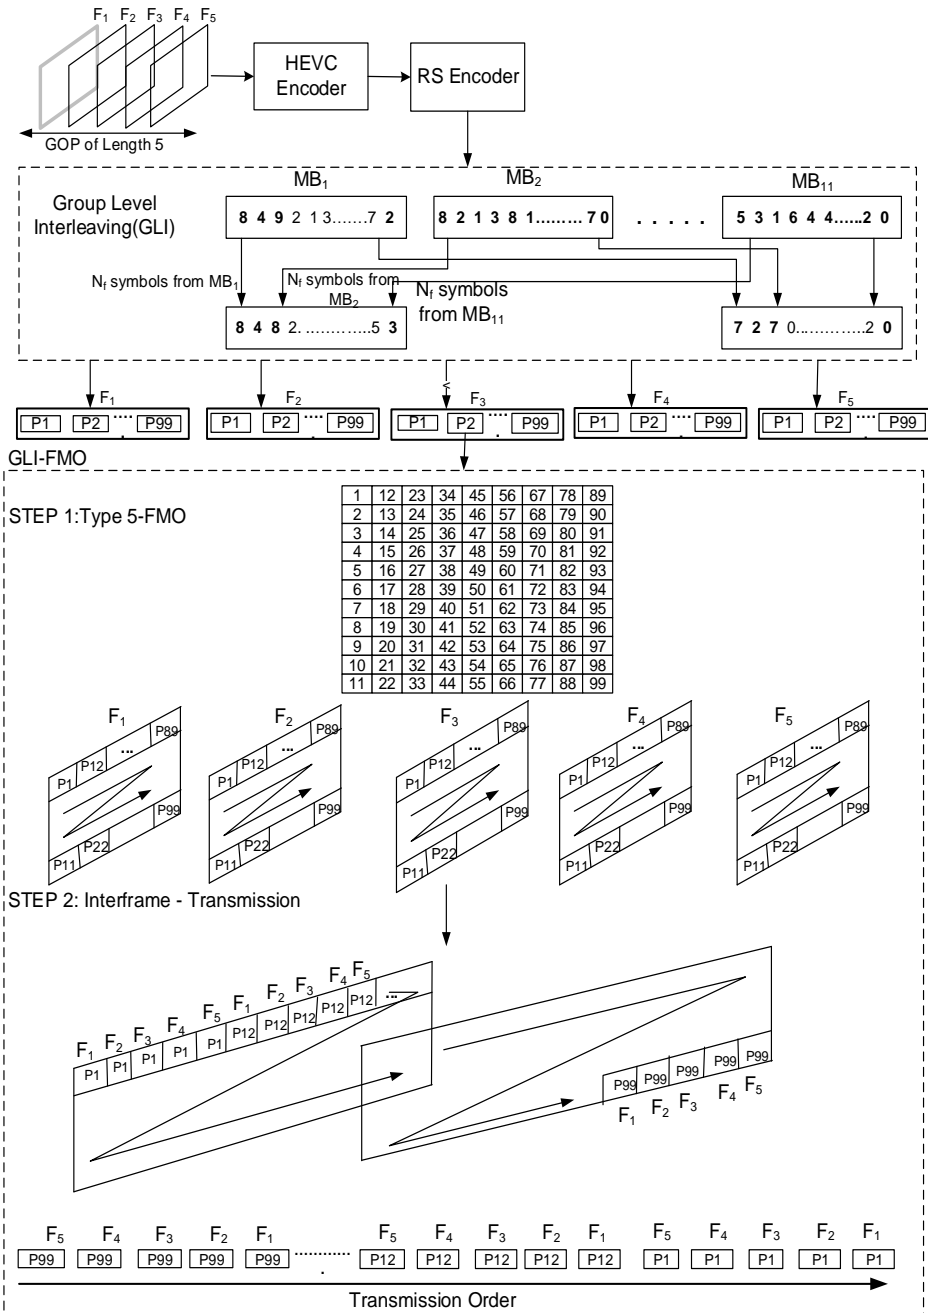 F1 F2 F3 F4 F5
HEVC
Encoder
RS Encoder
GOP of Length 5
MB1 MB2 MB11
Group Level
Interleaving(GLI)
8 4 9 2 1 3.......7 2
8 2 1 3 8 1......... 7 0
. . . . .
5 3 1 6 4 4......2 0
Nf symbols from MB1
Nf symbols from
MB2
Nf symbols
from MB11
8 4 8 2. ............5 3
7 2 7 0..............2 0
F1 F2 F3 F4 F5
P1 P2 .... P99 P1 P2 .... P99 P1 P2 .... P99 P1 P2 .... P99 P1 P2 .... P99
GLI-FMO
STEP 1:Type 5-FMO
1 12 23 34 45 56 67 78 89
2 13 24 35 46 57 68 79 90
3 14 25 36 47 58 69 80 91
4 15 26 37 48 59 70 81 92
5 16 27 38 49 60 71 82 93
6 17 28 39 50 61 72 83 94
7 18 29 40 51 62 73 84 95
8 19 30 41 52 63 74 85 96
9 20 31 42 53 64 75 86 97
10 21 32 43 54 65 76 87 98
11 22 33 44 55 66 77 88 99
F1 F2 F3 F4 F5
P1 P12 ... P89 P1 P12 ... P89 P1 P12 ... P89 P1 P12 ... P89 P1 P12 ... P89
P11 P22 P99 P11 P22 P99 P11 P22 P99 P11 P22 P99 P11 P22 P99
STEP 2: Interframe - Transmission
F1 F2 F3 F4 F5 F1 F2 F3 F4 F5
P1 P1 P1 P1 P1 P12 P12 P12 P12 P12 ...
P99 P99 P99 P99 P99
F1 F2 F3 F4 F5
F5 F4 F3 F2 F1 F5 F4 F3 F2 F1 F5 F4 F3 F2 F1
P99 P99 P99 P99 P99 ............ P12 P12 P12 P12 P12 P1 P1 P1 P1 P1
Transmission Order